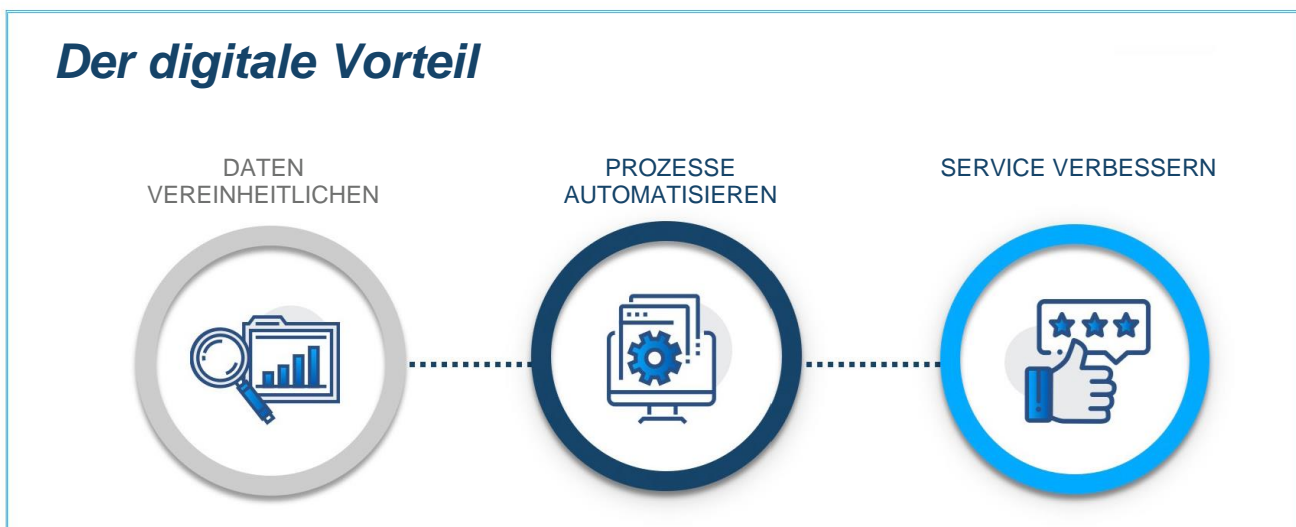 Der digitale Vorteil
DATEN
VEREINHEITLICHEN
PROZESSE
AUTOMATISIEREN
SERVICE VERBESSERN